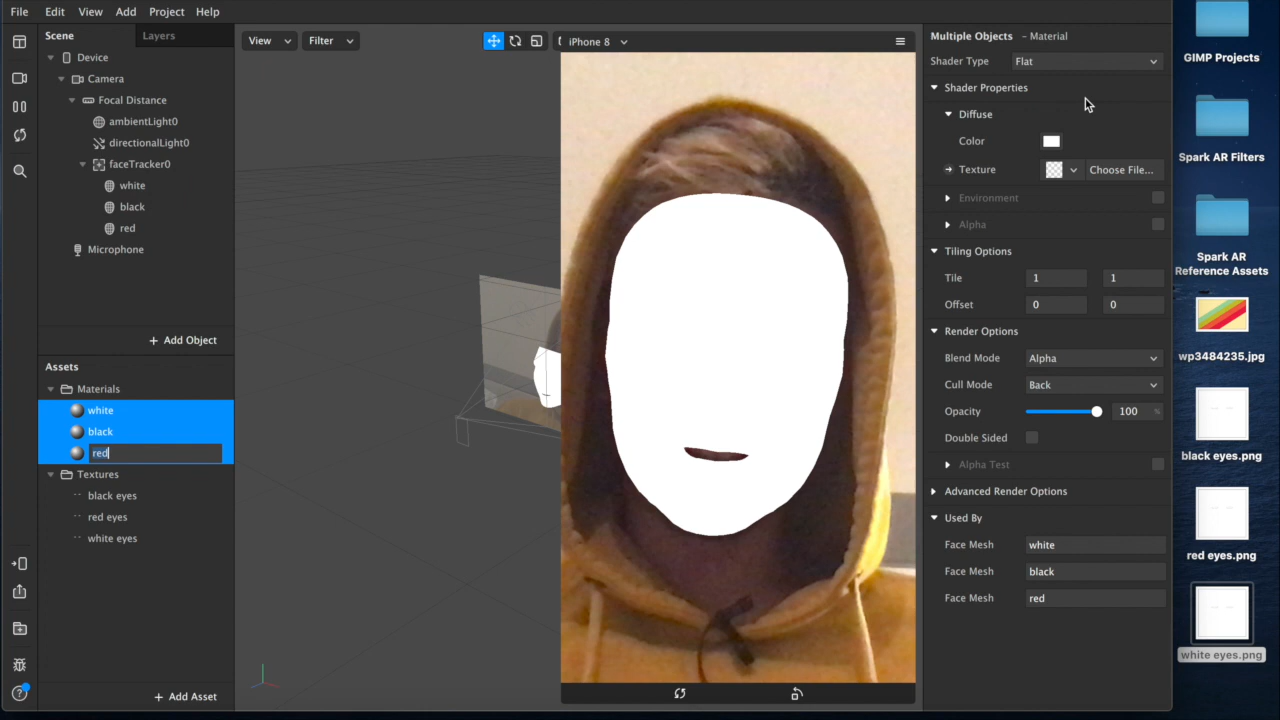 File Edit View Add Project Help
Scene Layers
Device
Camera
Focal Distance
ambientLight0
directionalLight0
faceTracker0
white
black
red
Microphone
+ Add Object
Assets
Materials
white
black
red
Textures
black eyes
red eyes
white eyes
+ Add Asset
View Filter
iPhone 8
Multiple Objects - Material
Shader Type Flat
Shader Properties
Diffuse
Color
Texture Choose File...
Environment
Alpha
Tiling Options
Tile 1 1
Offset 0 0
Render Options
Blend Mode Alpha
Cull Mode Back
Opacity 100 %
Double Sided
Alpha Test
Advanced Render Options
Used By
Face Mesh white
Face Mesh black
Face Mesh red
GIMP Projects
Spark AR Filters
Spark AR
Reference Assets
wp3484235.jpg
black eyes.png
red eyes.png
white eyes.png